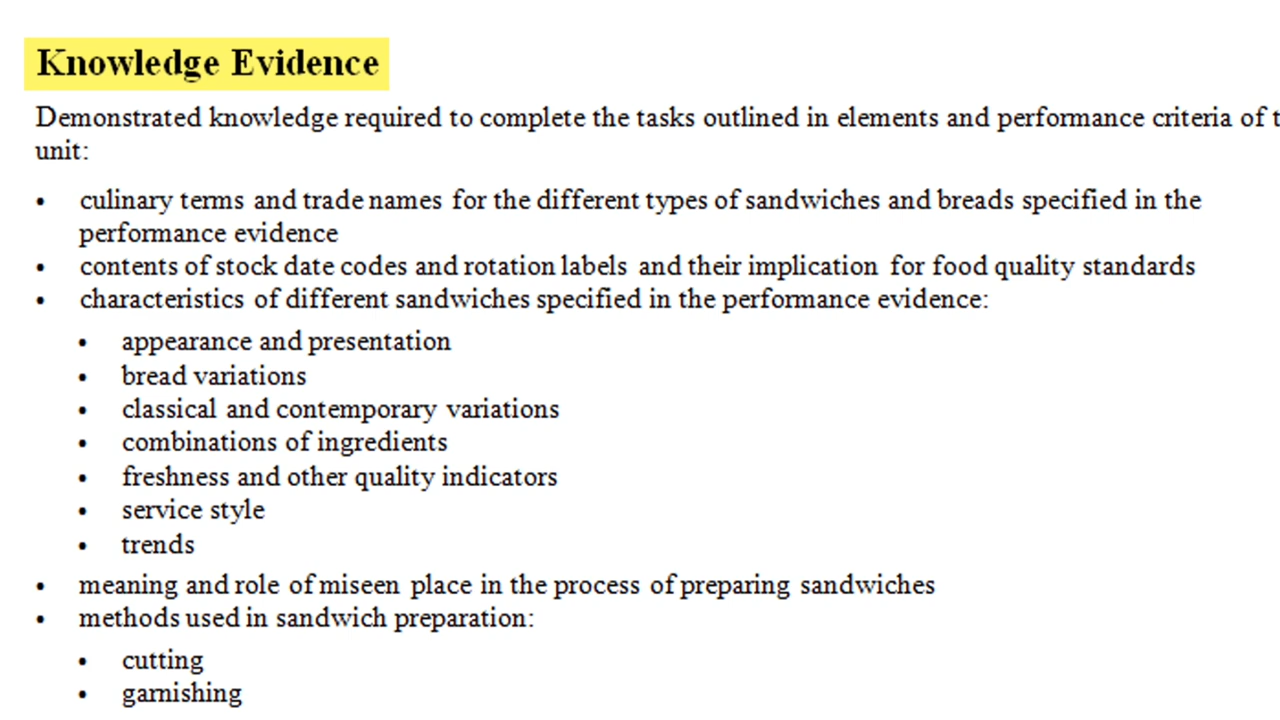 Knowledge Evidence
Demonstrated knowledge required to complete the tasks outlined in elements and performance criteria of t
unit:
• culinary terms and trade names for the different types of sandwiches and breads specified in the
performance evidence
• contents of stock date codes and rotation labels and their implication for food quality standards
• characteristics of different sandwiches specified in the performance evidence:
• appearance and presentation
• bread variations
• classical and contemporary variations
• combinations of ingredients
• freshness and other quality indicators
• service style
• trends
• meaning and role of miseen place in the process of preparing sandwiches
• methods used in sandwich preparation:
• cutting
• garnishing